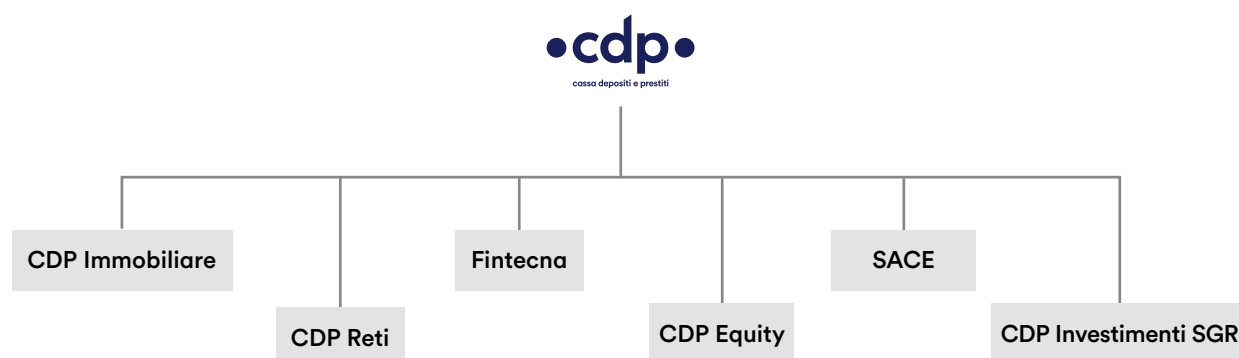 cdp
cassa depositi e prestiti
CDP Immobiliare
Fintecna
SACE
CDP Reti
CDP Equity
CDP Investimenti SGR